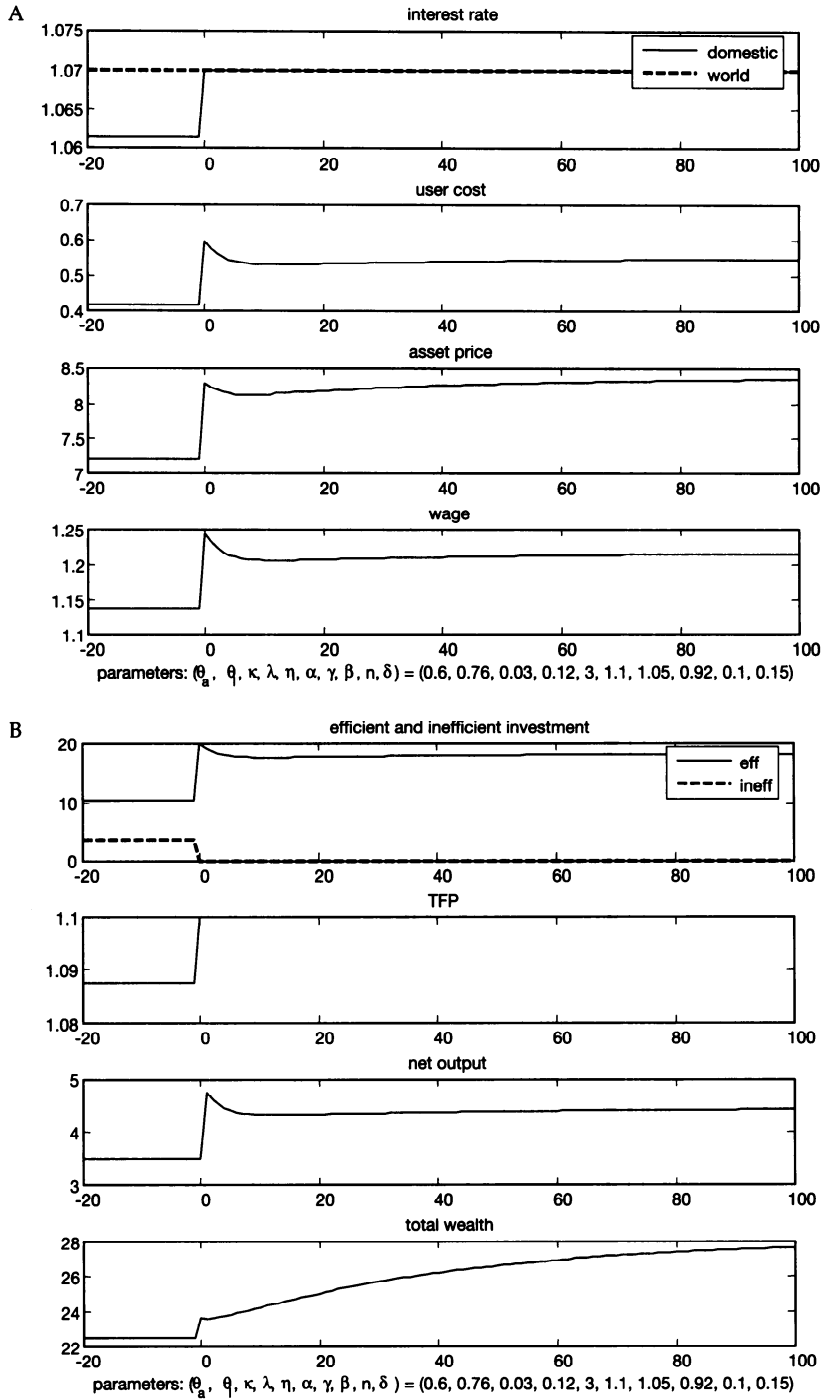 A
interest rate
1.075
1.07
1.065
1.06
domestic
world
-20 0 20 40 60 80 100
user cost
0.7
0.6
0.5
0.4
-20 0 20 40 60 80 100
asset price
8.5
8
7.5
7
-20 0 20 40 60 80 100
wage
1.25
1.2
1.15
1.1
-20 0 20 40 60 80 100
parameters: (θa, θl, κ, λ, η, α, γ, β, n, δ) = (0.6, 0.76, 0.03, 0.12, 3, 1.1, 1.05, 0.92, 0.1, 0.15)
B
efficient and inefficient investment
20
10
0
eff
ineff
-20 0 20 40 60 80 100
TFP
1.1
1.09
1.08
-20 0 20 40 60 80 100
net output
5
4
3
-20 0 20 40 60 80 100
total wealth
28
26
24
22
-20 0 20 40 60 80 100
parameters: (θa, θl, κ, λ, η, α, γ, β, n, δ) = (0.6, 0.76, 0.03, 0.12, 3, 1.1, 1.05, 0.92, 0.1, 0.15)